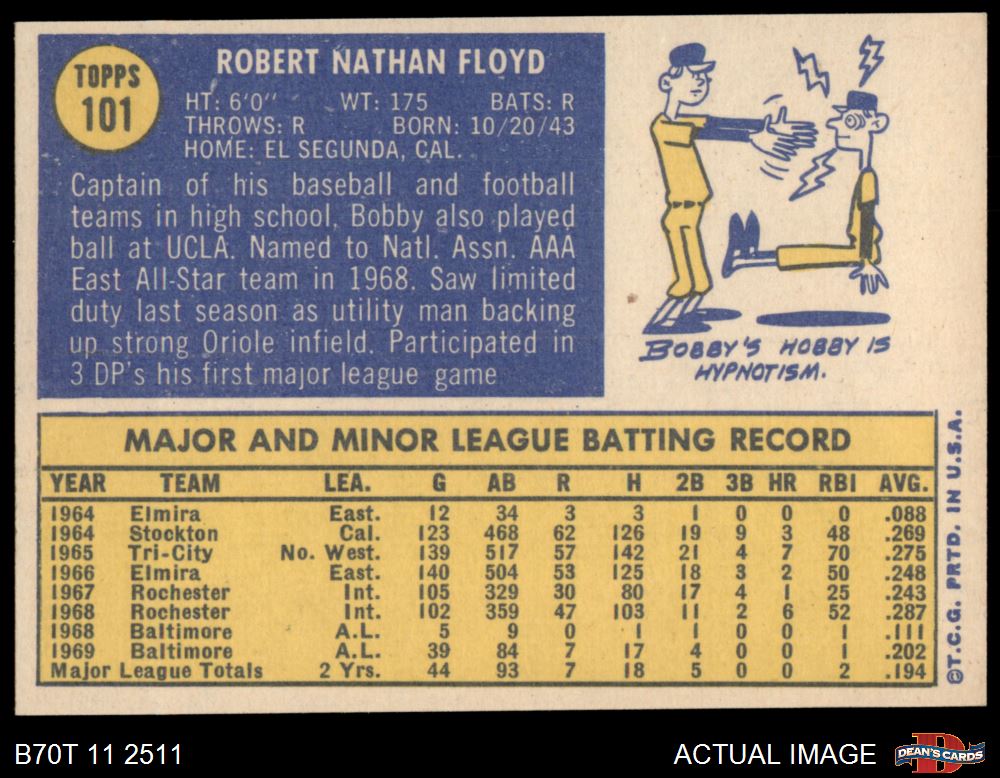 TOPPS
101
ROBERT NATHAN FLOYD
HT: 6'0" WT: 175 BATS: R
THROWS: R BORN: 10/20/43
HOME: EL SEGUNDA, CAL.
Captain of his baseball and football
teams in high school, Bobby also played
ball at UCLA. Named to Natl. Assn. AAA
East All-Star team in 1968. Saw limited
duty last season as utility man backing
up strong Oriole infield. Participated in
3 DP's his first major league game
BOBBY'S HOBBY IS
HYPNOTISM.
MAJOR AND MINOR LEAGUE BATTING RECORD
YEAR TEAM LEA. G AB R H 2B 3B HR RBI AVG.
1964 Elmira East. 12 34 3 3 1 0 0 0 .088
1964 Stockton Cal. 123 468 62 126 19 9 3 48 .269
1965 Tri-City No. West. 139 517 57 142 21 4 7 70 .275
1966 Elmira East. 140 504 53 125 18 3 2 50 .248
1967 Rochester Int. 105 329 30 80 17 4 1 25 .243
1968 Rochester Int. 102 359 47 103 11 2 6 52 .287
1968 Baltimore A.L. 5 9 0 1 1 0 0 1 .111
1969 Baltimore A.L. 39 84 7 17 4 0 0 1 .202
Major League Totals 2 Yrs. 44 93 7 18 5 0 0 2 .194
©T.C.G. PRTD. IN U.S.A.
B70T 11 2511
ACTUAL IMAGE
D
DEAN'S CARDS